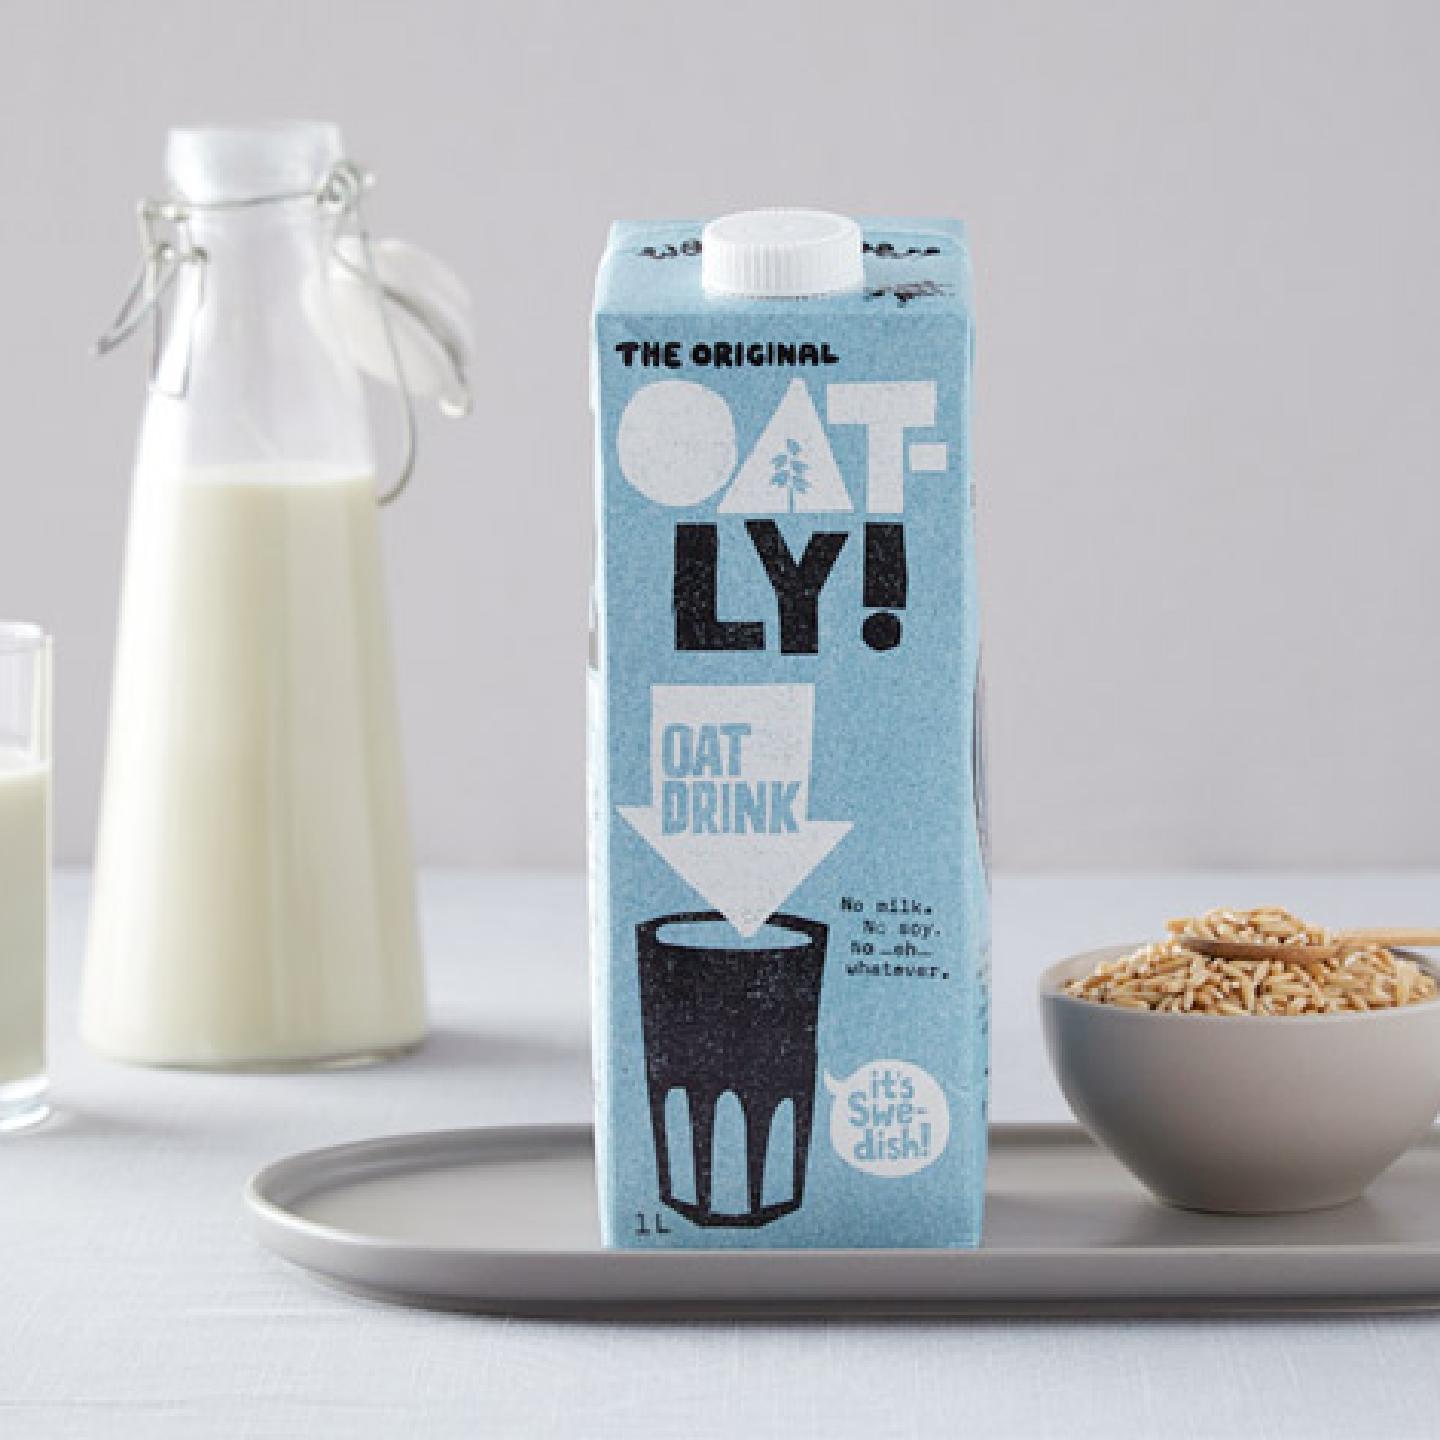 THE ORIGINAL
OAT-
LY!
OAT
DRINK
No milk.
No soy.
no …eh…
whatever.
it's
Swe-
dish!
1L